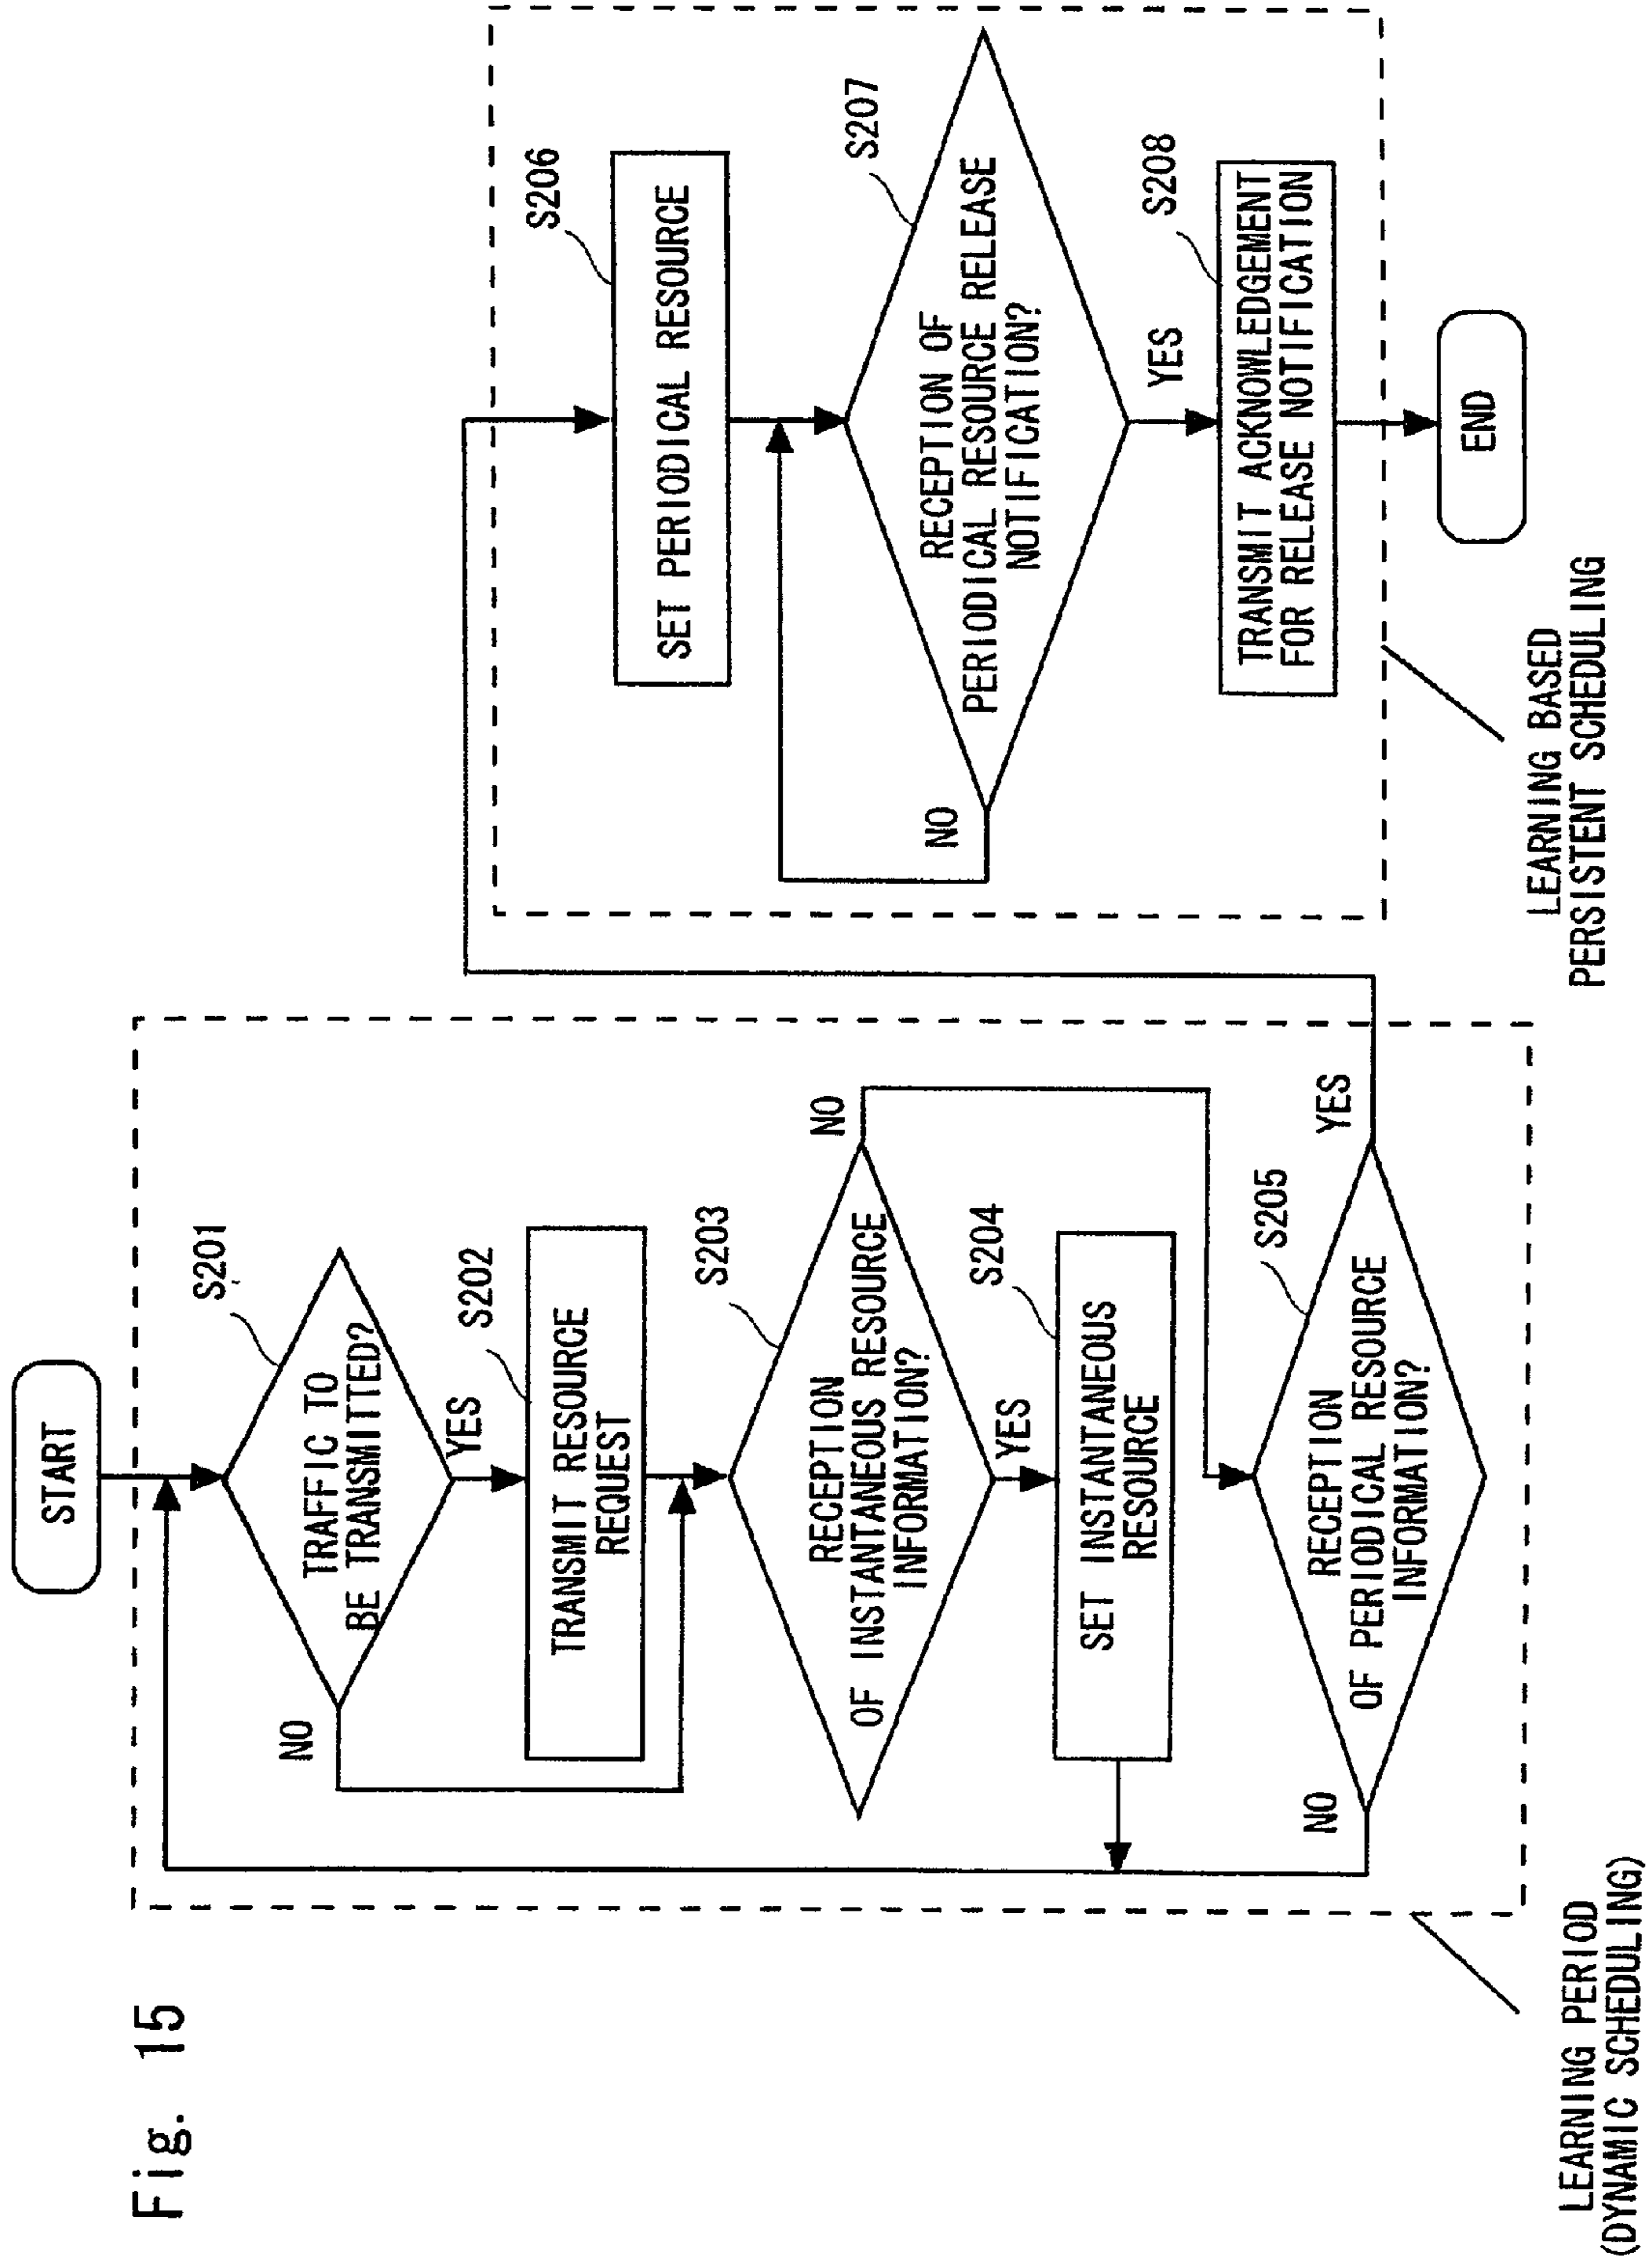 Fig. 15
START
S201
TRAFFIC TO
BE TRANSMITTED?
NO
YES
S202
TRANSMIT RESOURCE
REQUEST
S203
RECEPTION
OF INSTANTANEOUS RESOURCE
INFORMATION?
NO
YES
S204
SET INSTANTANEOUS
RESOURCE
S205
RECEPTION
OF PERIODICAL RESOURCE
INFORMATION?
NO
YES
LEARNING PERIOD
(DYNAMIC SCHEDULING)
S206
SET PERIODICAL RESOURCE
S207
RECEPTION OF
PERIODICAL RESOURCE RELEASE
NOTIFICATION?
NO
YES
S208
TRANSMIT ACKNOWLEDGEMENT
FOR RELEASE NOTIFICATION
END
LEARNING BASED
PERSISTENT SCHEDULING